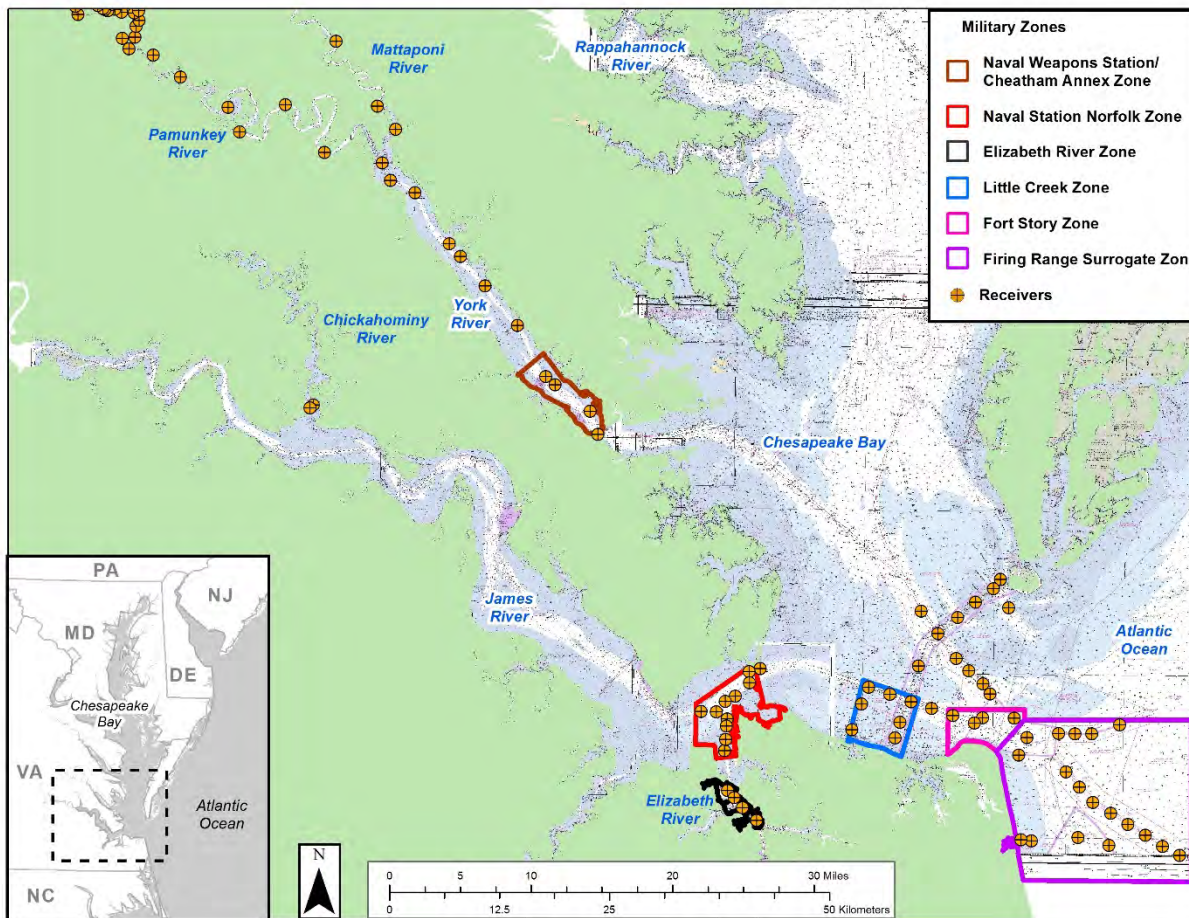 Mattaponi
River
Rappahannock
River
Pamunkey
River
Chickahominy
River
York
River
Chesapeake Bay
James
River
Atlantic
Ocean
Elizabeth
River
Military Zones
Naval Weapons Station/
Cheatham Annex Zone
Naval Station Norfolk Zone
Elizabeth River Zone
Little Creek Zone
Fort Story Zone
Firing Range Surrogate Zon
Receivers
PA
NJ
MD
DE
Chesapeake
Bay
VA
Atlantic
Ocean
NC
N
0 5 10 20 30 Miles
0 12.5 25 50 Kilometers